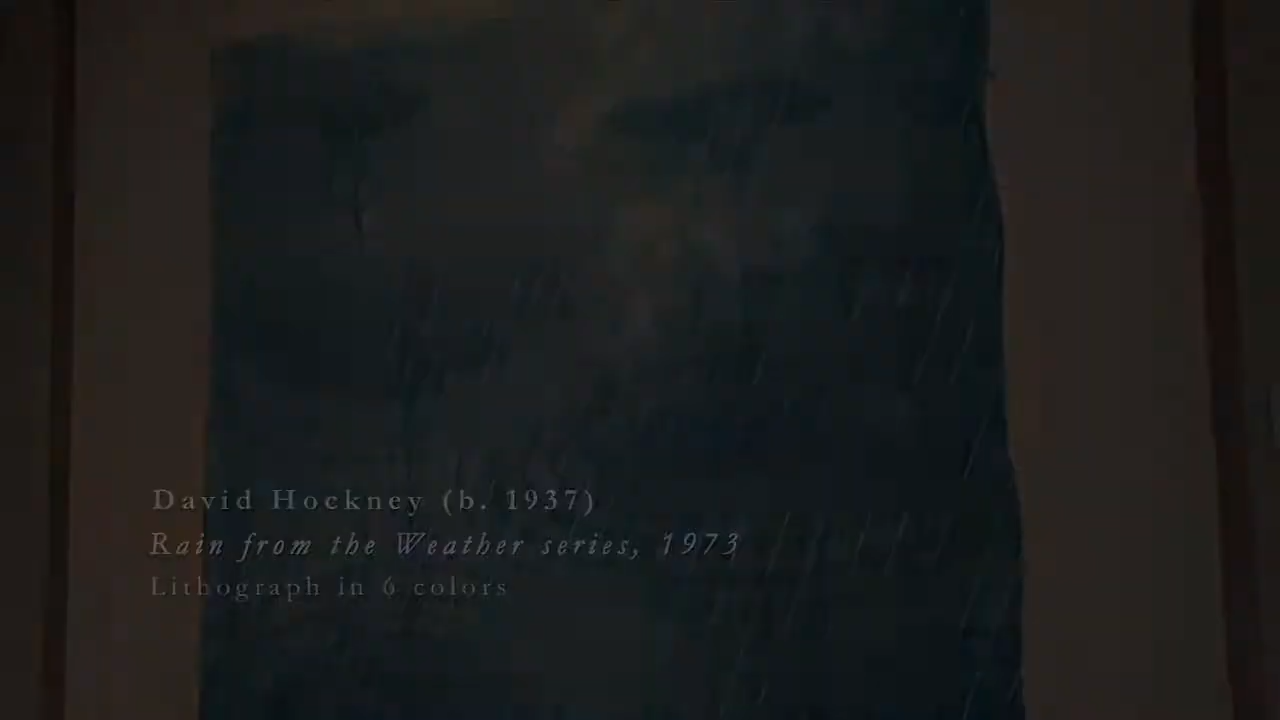 David Hockney (b. 1937)
Rain from the Weather series, 1973
Lithograph in 6 colors